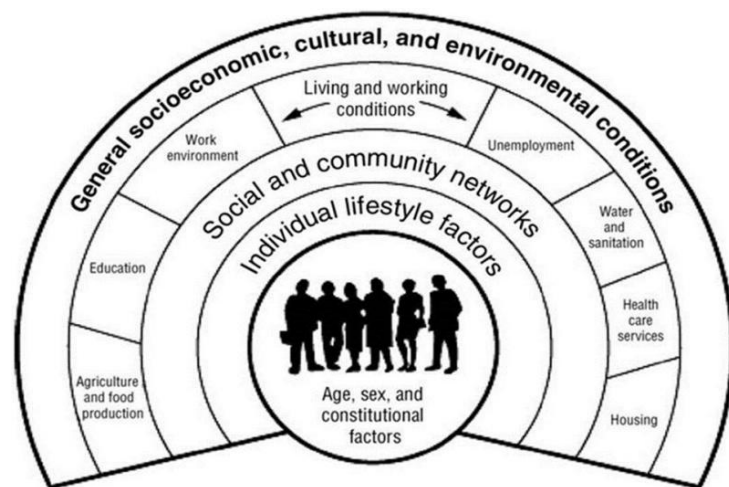 General socioeconomic, cultural, and environmental conditions
Living and working
conditions
Work
environment
Unemployment
Education
Water
and
sanitation
Agriculture
and food
production
Health
care
services
Housing
Social and community networks
Individual lifestyle factors
Age, sex, and
constitutional
factors